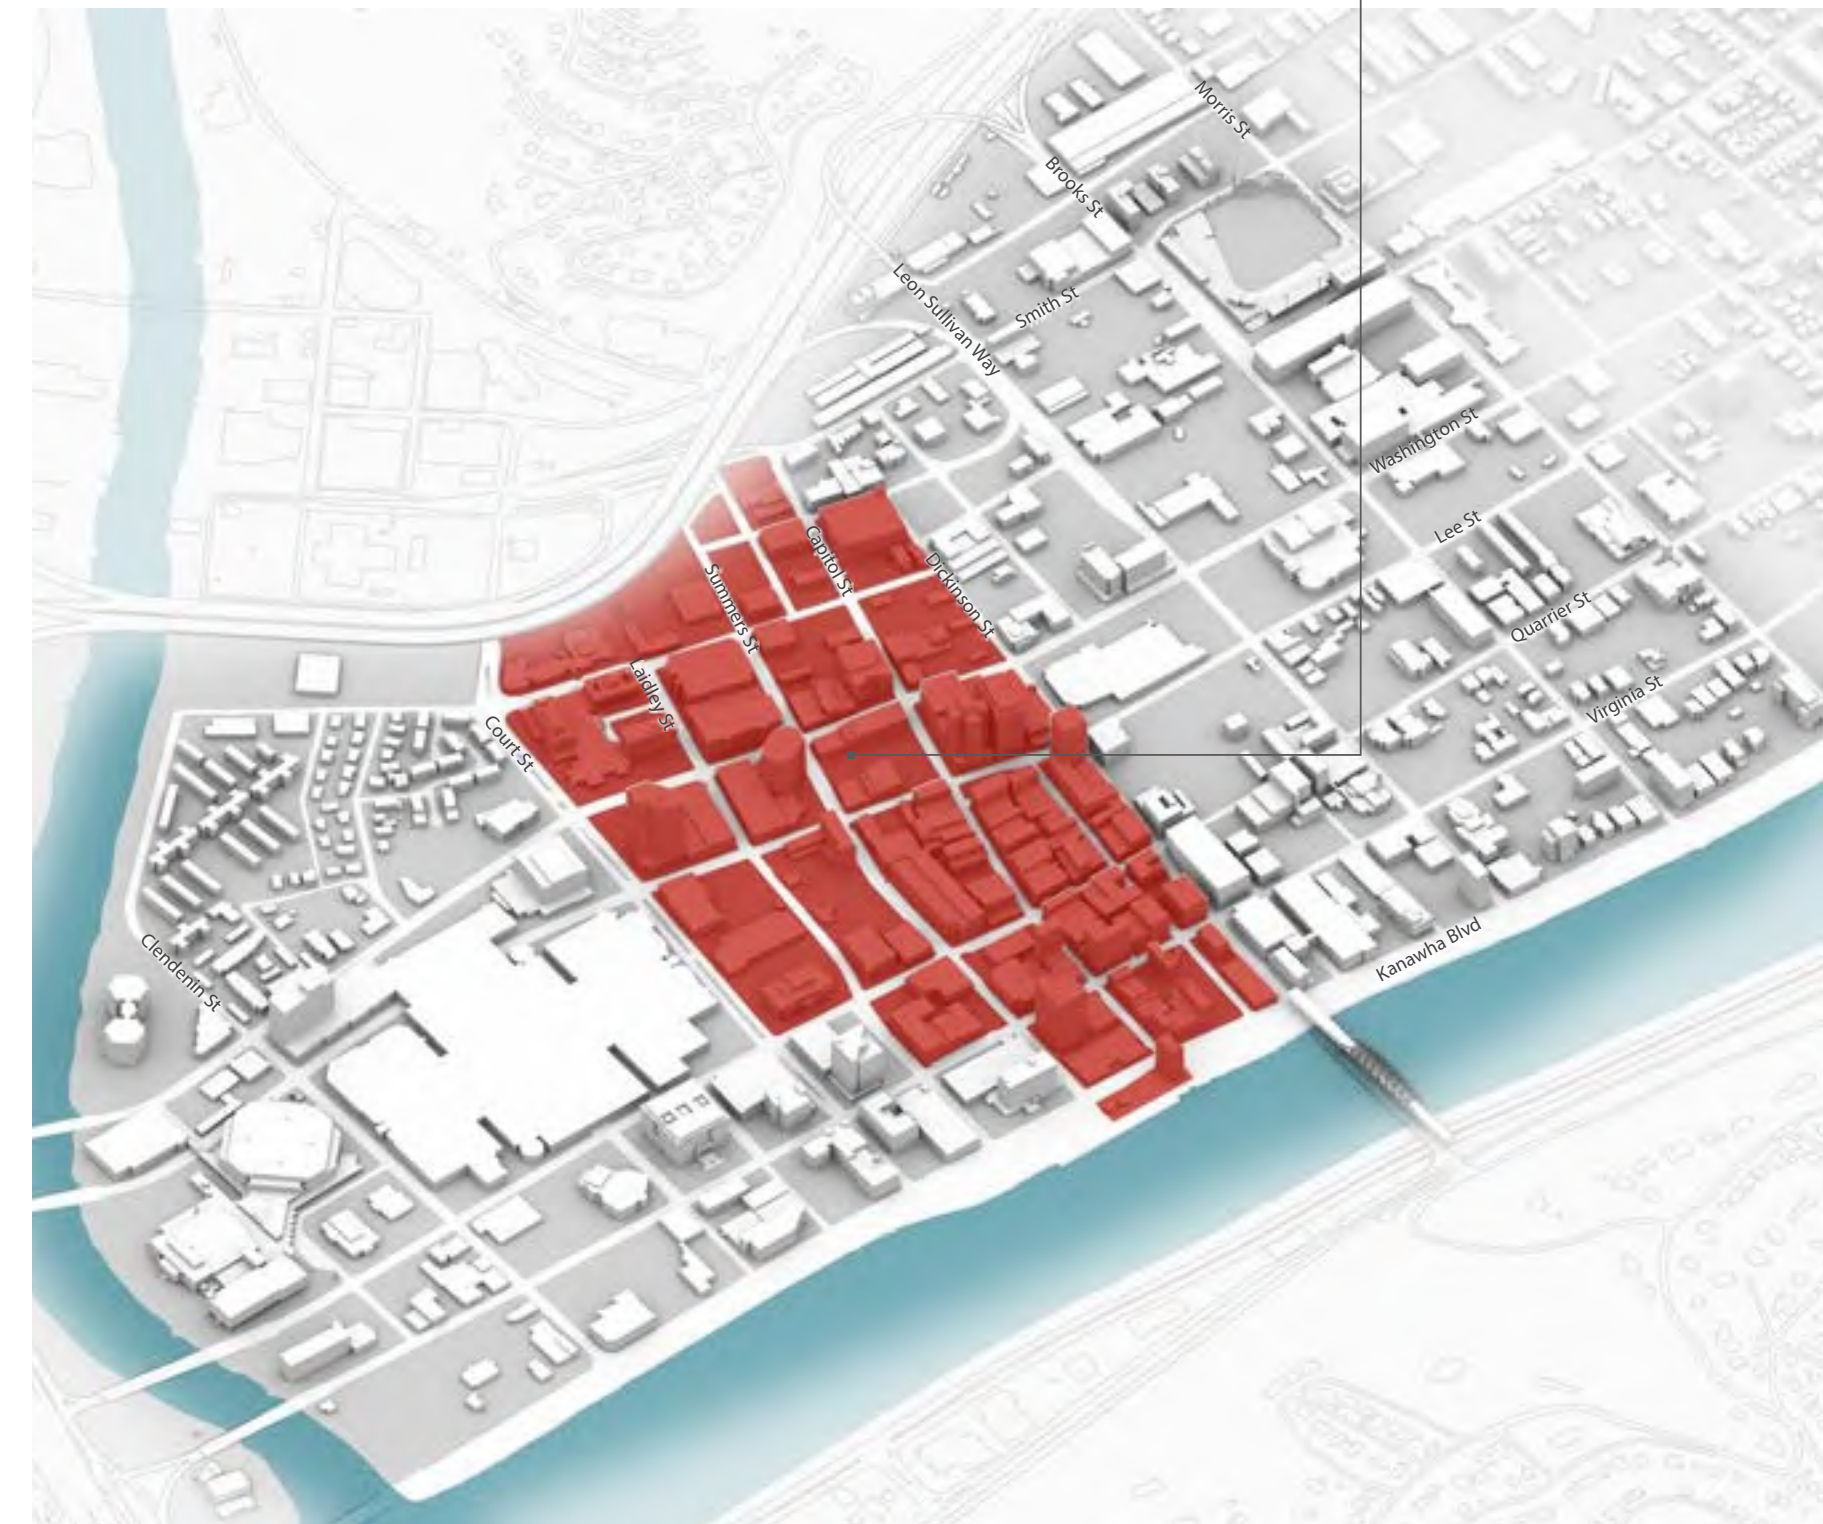 Morris St
Brooks St
Leon Sullivan Way
Smith St
Washington St
Lee St
Capitol St
Dickinson St
Summers St
Quarrier St
Laidley St
Virginia St
Court St
Clendenin St
Kanawha Blvd